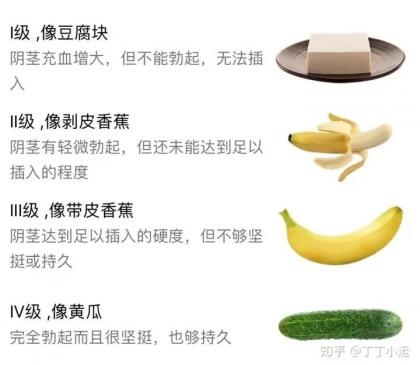 I级 ,像豆腐块
阴茎充血增大，但不能勃起，无法插
入
II级 ,像剥皮香蕉
阴茎有轻微勃起，但还未能达到足以
插入的程度
III级 ,像带皮香蕉
阴茎达到足以插入的硬度，但不够坚
挺或持久
IV级 ,像黄瓜
完全勃起而且很坚挺，也够持久
知乎 @丁丁小运